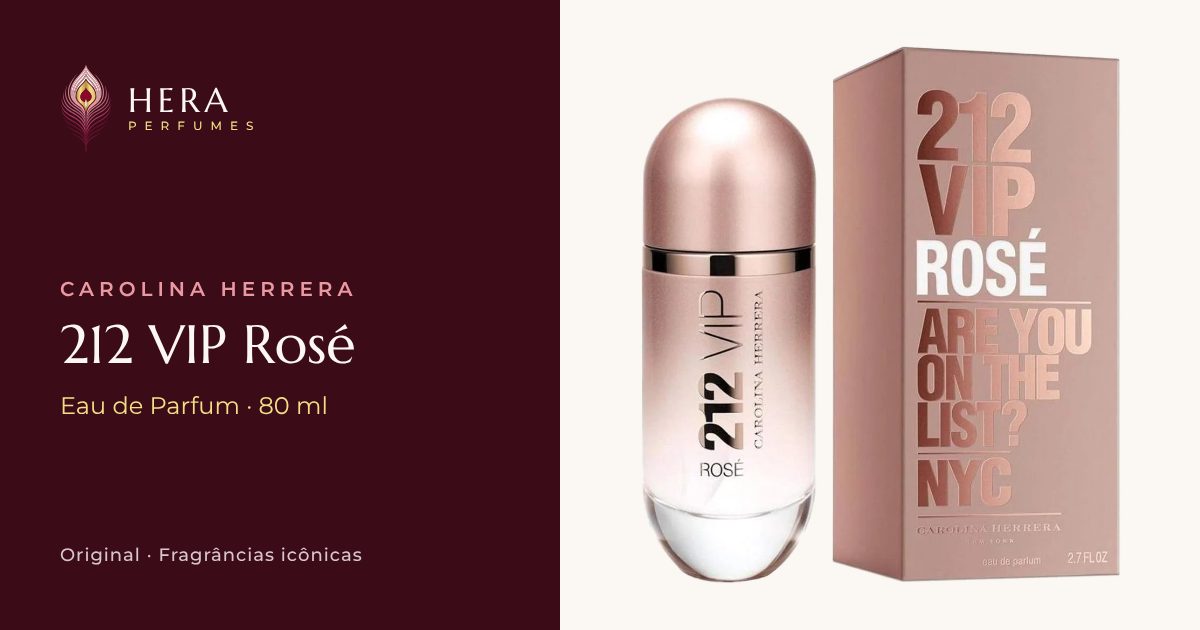 HERA
PERFUMES
CAROLINA HERRERA
212 VIP Rosé
Eau de Parfum · 80 ml
Original · Fragrâncias icônicas
212 VIP
CAROLINA HERRERA
ROSÉ
212
VIP
ROSÉ
ARE YOU
ON THE
LIST?
NYC
CAROLINA HERRERA
NEW YORK
eau de parfum 2.7 FL OZ